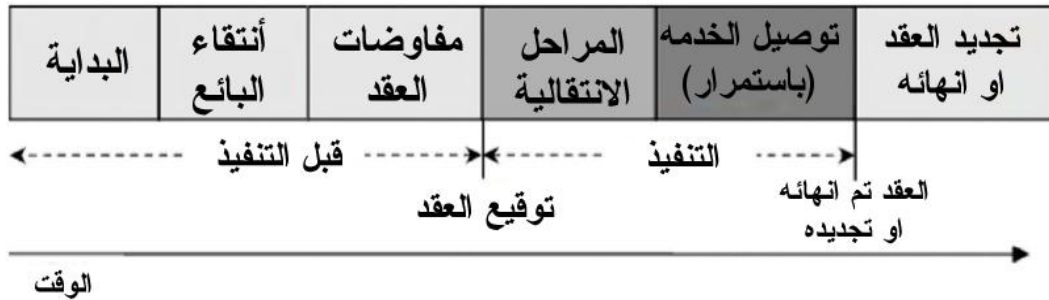 البداية
أنتقاء
البائع
مفاوضات
العقد
المراحل
الانتقالية
توصيل الخدمه
(باستمرار)
تجديد العقد
او انهائه
قبل التنفيذ
التنفيذ
توقيع العقد
العقد تم انهائه
او تجديده
الوقت